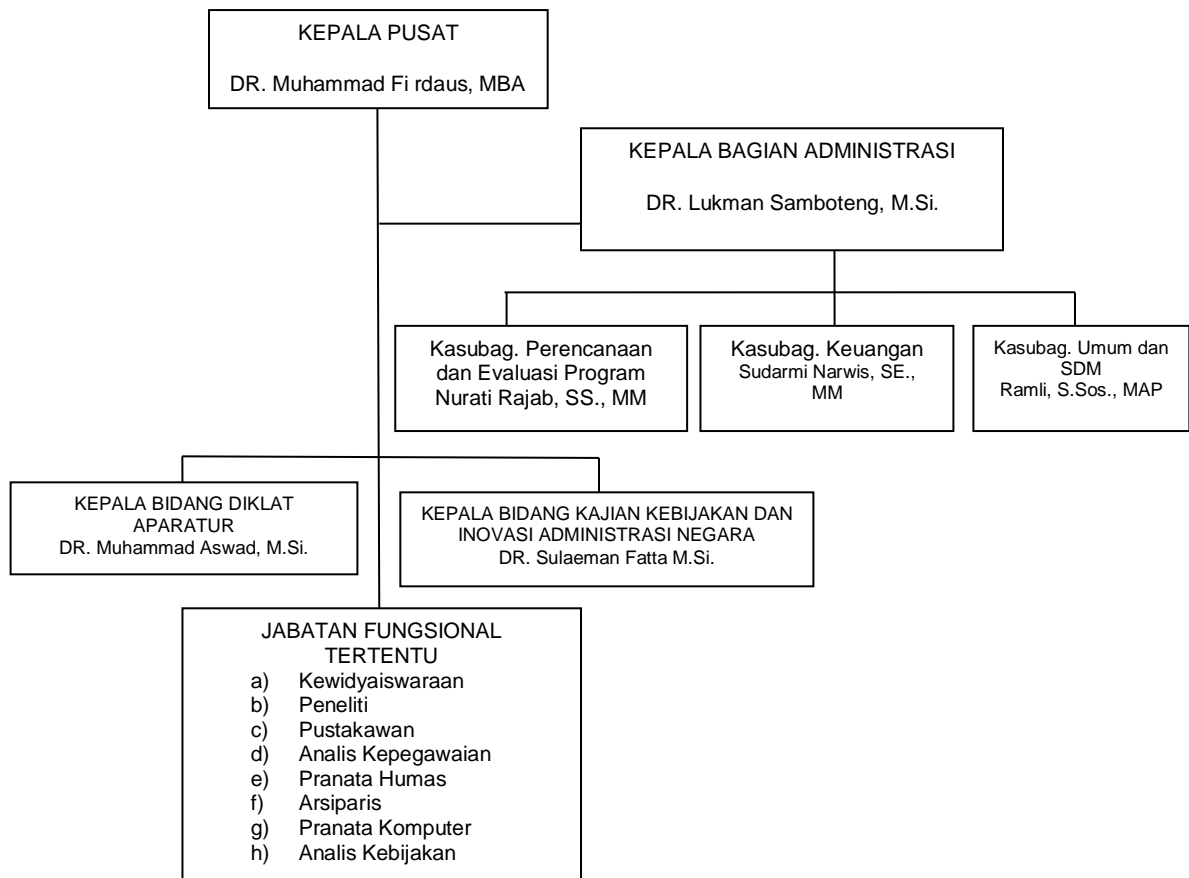 KEPALA PUSAT
DR. Muhammad Fi rdaus, MBA
KEPALA BAGIAN ADMINISTRASI
DR. Lukman Samboteng, M.Si.
Kasubag. Perencanaan
dan Evaluasi Program
Nurati Rajab, SS., MM
Kasubag. Keuangan
Sudarmi Narwis, SE.,
MM
Kasubag. Umum dan
SDM
Ramli, S.Sos., MAP
KEPALA BIDANG DIKLAT
APARATUR
DR. Muhammad Aswad, M.Si.
KEPALA BIDANG KAJIAN KEBIJAKAN DAN
INOVASI ADMINISTRASI NEGARA
DR. Sulaeman Fatta M.Si.
JABATAN FUNGSIONAL
TERTENTU
a) Kewidyaiswaraan
b) Peneliti
c) Pustakawan
d) Analis Kepegawaian
e) Pranata Humas
f) Arsiparis
g) Pranata Komputer
h) Analis Kebijakan